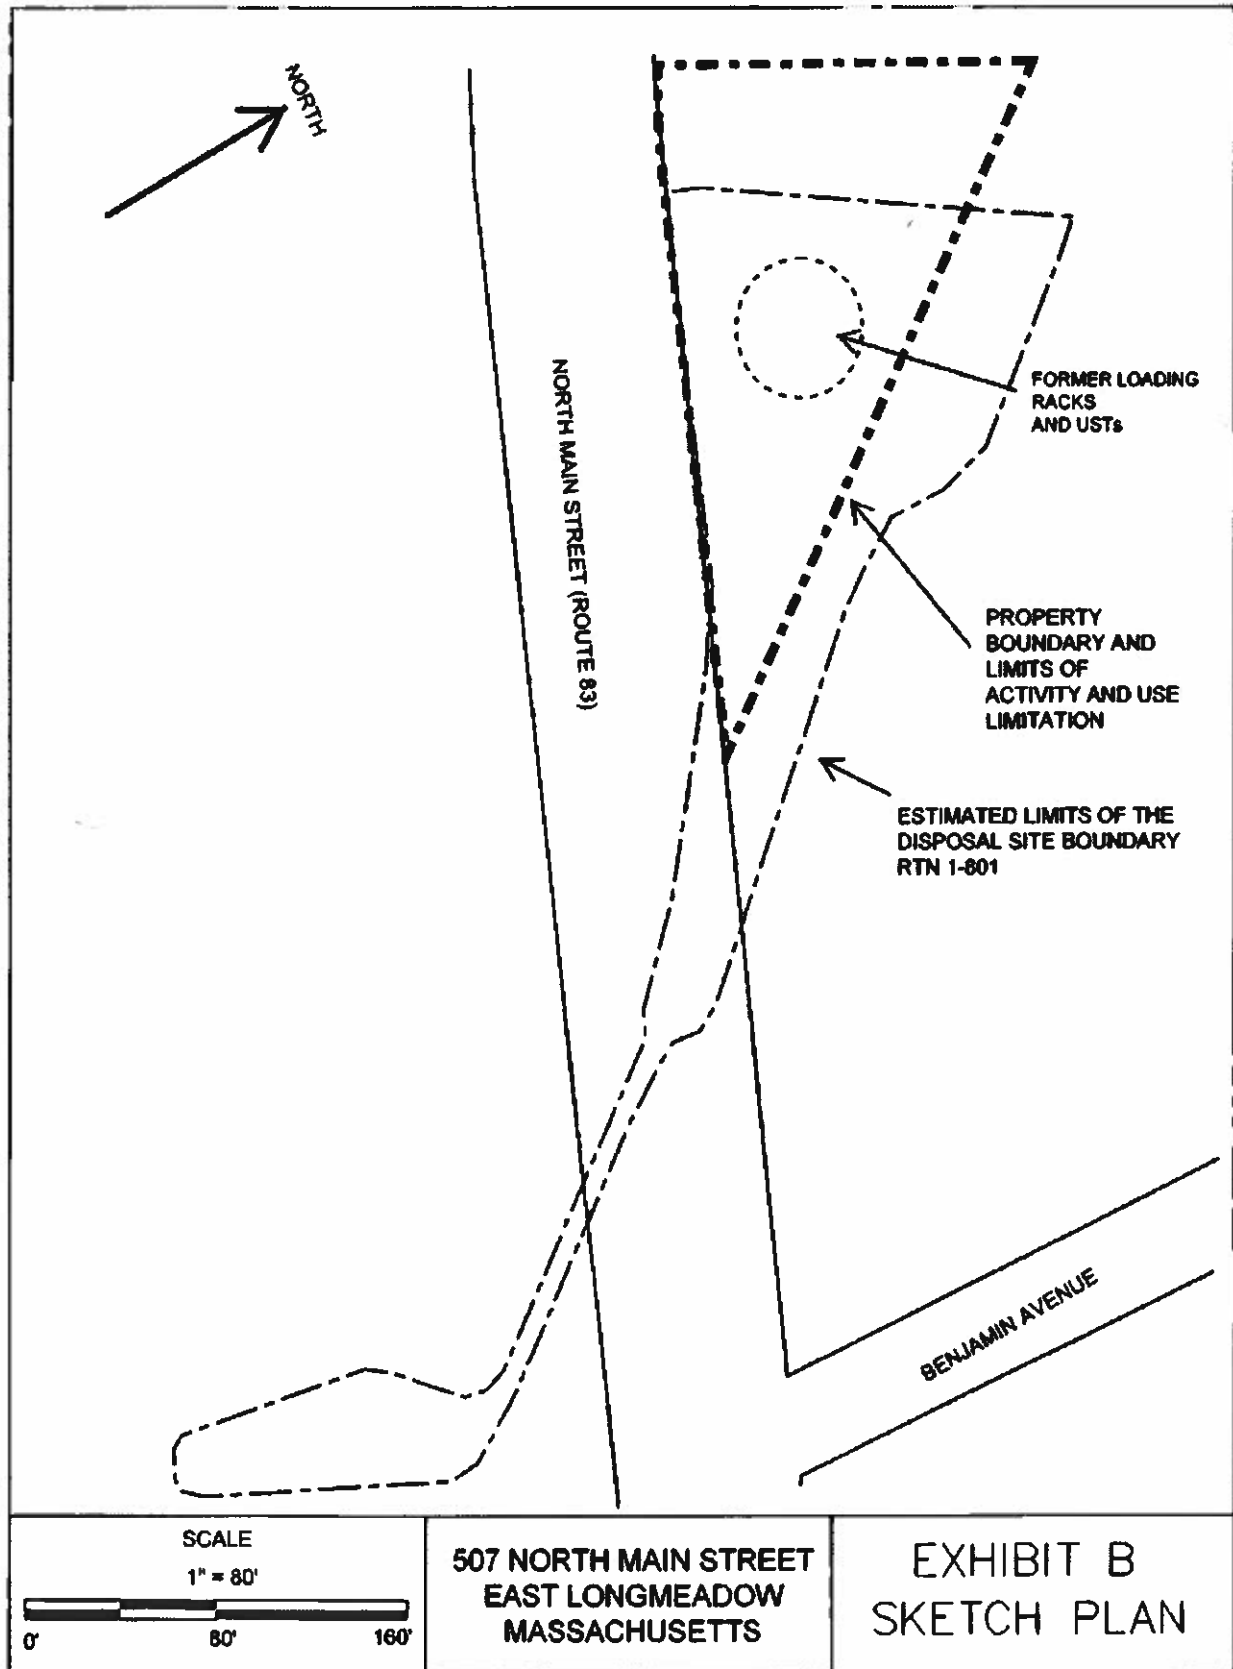 NORTH
NORTH MAIN STREET (ROUTE 83)
FORMER LOADING
RACKS
AND USTs
PROPERTY
BOUNDARY AND
LIMITS OF
ACTIVITY AND USE
LIMITATION
ESTIMATED LIMITS OF THE
DISPOSAL SITE BOUNDARY
RTN 1-801
BENJAMIN AVENUE
SCALE
1" = 80'
0' 80' 160'
507 NORTH MAIN STREET
EAST LONGMEADOW
MASSACHUSETTS
EXHIBIT B
SKETCH PLAN